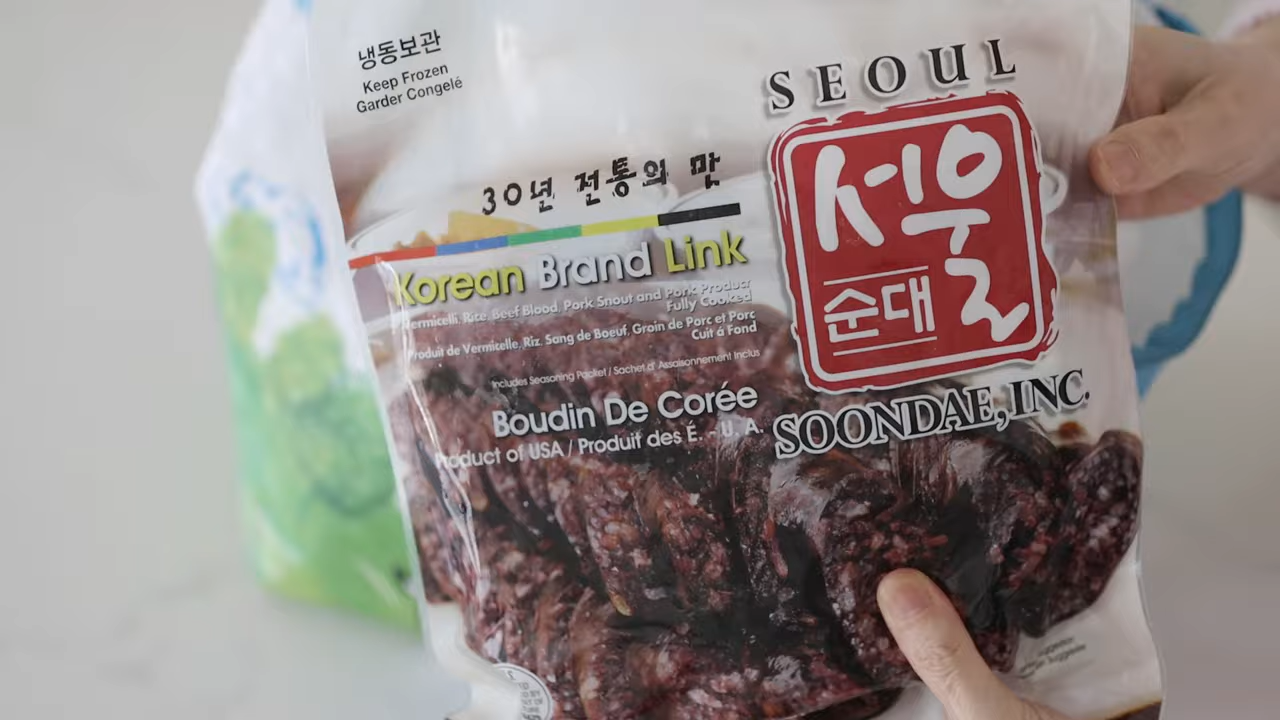 냉동보관
Keep Frozen
Garder Congelé
30년 전통의 맛
Korean Brand Link
Vermicelli, Rice, Beef Blood, Pork Snout and Pork Product
Fully Cooked
Produit de Vermicelle, Riz, Sang de Boeuf, Groin de Porc et Porc
Cuit á Fond
Includes Seasoning Packet / Sachet d' Assaisonnement Inclus
Boudin De Corée
Product of USA / Produit des É. - U. A.
SEOUL
서울
순대
SOONDAE, INC.